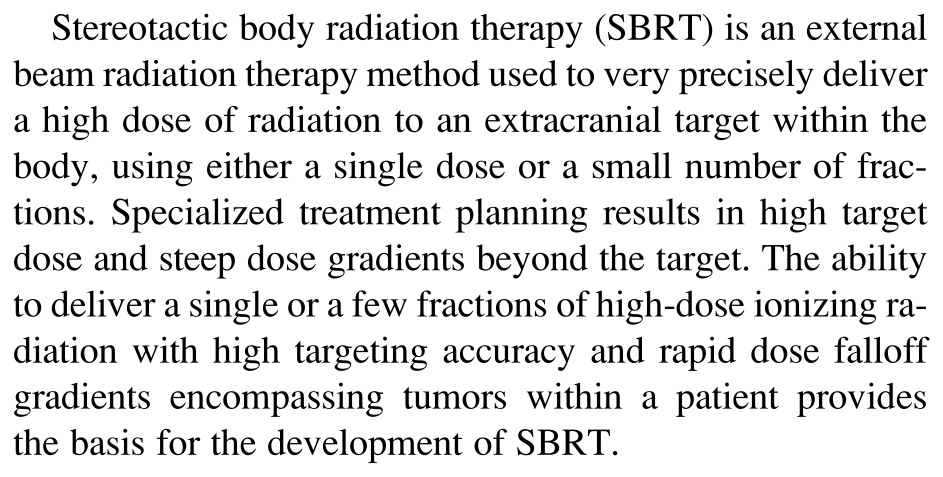 Stereotactic body radiation therapy (SBRT) is an external
beam radiation therapy method used to very precisely deliver
a high dose of radiation to an extracranial target within the
body, using either a single dose or a small number of frac-
tions. Specialized treatment planning results in high target
dose and steep dose gradients beyond the target. The ability
to deliver a single or a few fractions of high-dose ionizing ra-
diation with high targeting accuracy and rapid dose falloff
gradients encompassing tumors within a patient provides
the basis for the development of SBRT.